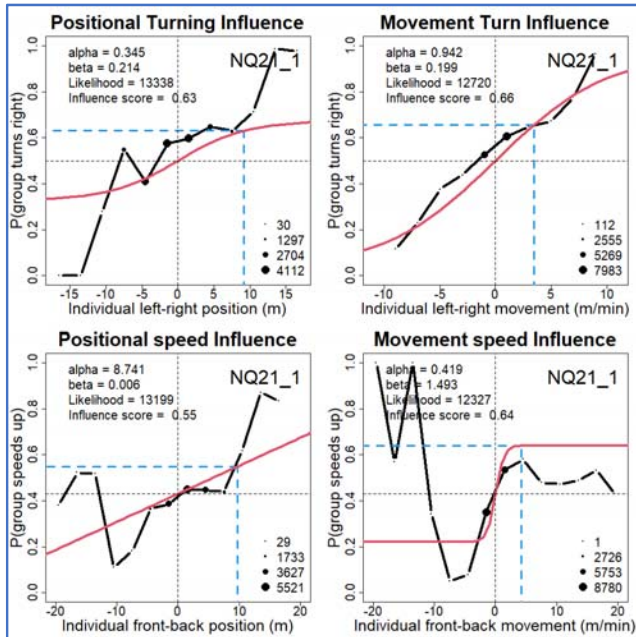 Positional Turning Influence
alpha = 0.345
beta = 0.214
Likelihood = 13338
Influence score = 0.63
NQ21_1
P(group turns right)
1.0
0.8
0.6
0.4
0.2
0.0
30
1297
2704
4112
-15
-10
-5
0
5
10
15
Individual left-right position (m)
Movement Turn Influence
alpha = 0.942
beta = 0.199
Likelihood = 12720
Influence score = 0.66
NQ21_1
P(group turns right)
1.0
0.8
0.6
0.4
0.2
0.0
112
2555
5269
7983
-10
-5
0
5
10
Individual left-right movement (m/min)
Positional speed Influence
alpha = 8.741
beta = 0.006
Likelihood = 13199
Influence score = 0.55
NQ21_1
P(group speeds up)
1.0
0.8
0.6
0.4
0.2
0.0
29
1733
3627
5521
-20
-10
0
10
20
Individual front-back position (m)
Movement speed Influence
alpha = 0.419
beta = 1.493
Likelihood = 12327
Influence score = 0.64
NQ21_1
P(group speeds up)
1.0
0.8
0.6
0.4
0.2
0.0
1
2726
5753
8780
-20
-10
0
10
20
Individual front-back movement (m/min)